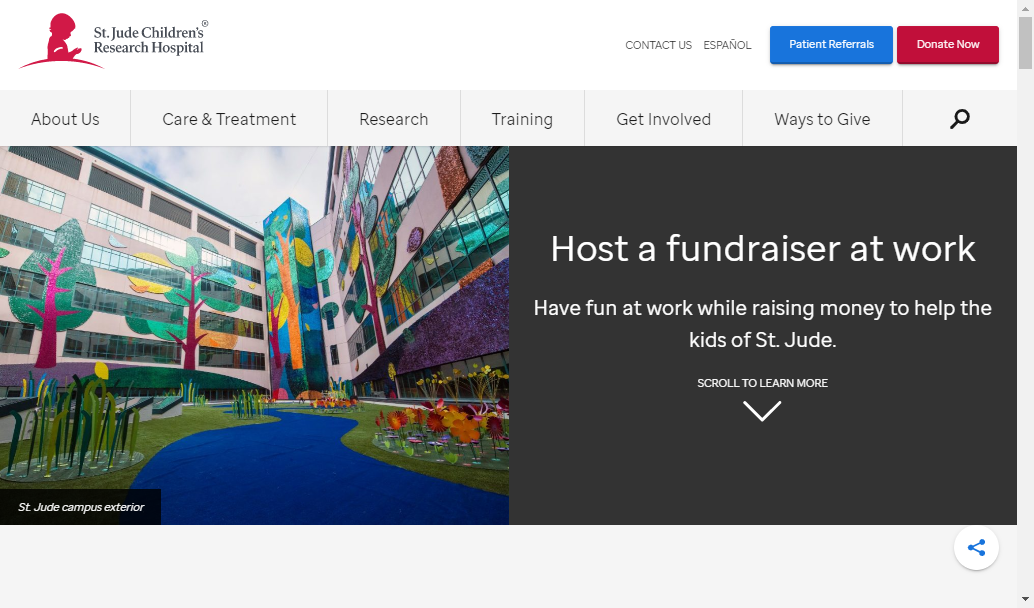 St. Jude Children's®
Research Hospital
CONTACT US
ESPAÑOL
Patient Referrals
Donate Now
About Us
Care & Treatment
Research
Training
Get Involved
Ways to Give
Host a fundraiser at work
Have fun at work while raising money to help the
kids of St. Jude.
SCROLL TO LEARN MORE
St. Jude campus exterior